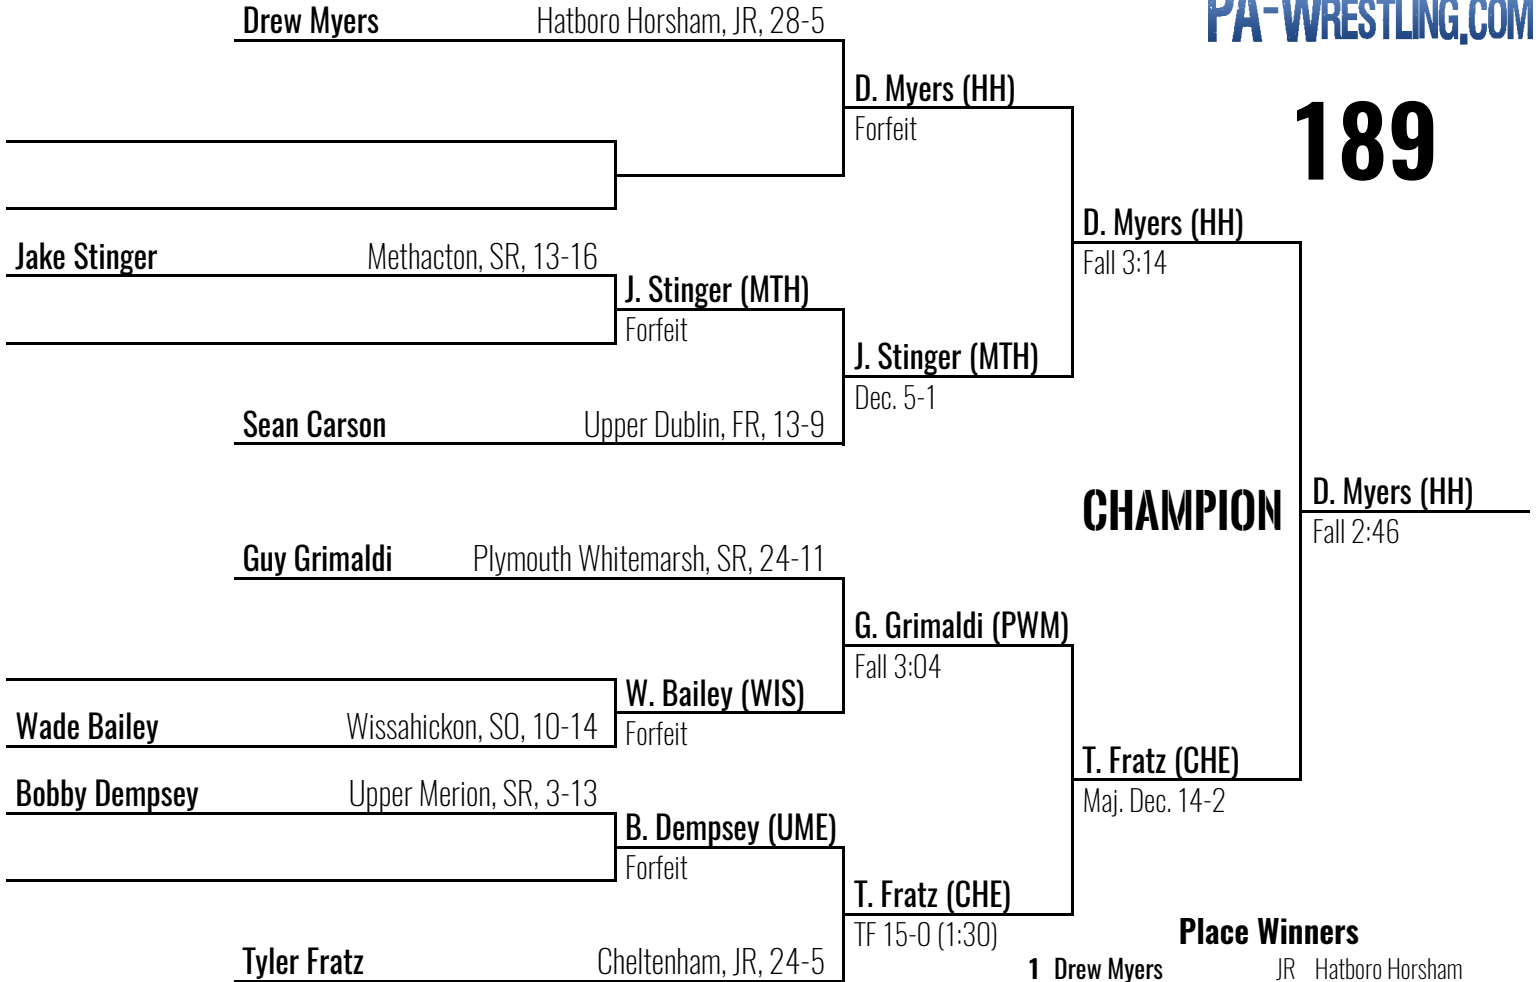 PA-WRESTLING.COM
189
Drew Myers Hatboro Horsham, JR, 28-5
D. Myers (HH)
Forfeit
D. Myers (HH)
Fall 3:14
Jake Stinger Methacton, SR, 13-16
J. Stinger (MTH)
Forfeit
J. Stinger (MTH)
Dec. 5-1
Sean Carson Upper Dublin, FR, 13-9
CHAMPION
D. Myers (HH)
Fall 2:46
Guy Grimaldi Plymouth Whitemarsh, SR, 24-11
G. Grimaldi (PWM)
Fall 3:04
W. Bailey (WIS)
Forfeit
Wade Bailey Wissahickon, SO, 10-14
T. Fratz (CHE)
Maj. Dec. 14-2
Bobby Dempsey Upper Merion, SR, 3-13
B. Dempsey (UME)
Forfeit
T. Fratz (CHE)
TF 15-0 (1:30)
Tyler Fratz Cheltenham, JR, 24-5
Place Winners
1 Drew Myers JR Hatboro Horsham